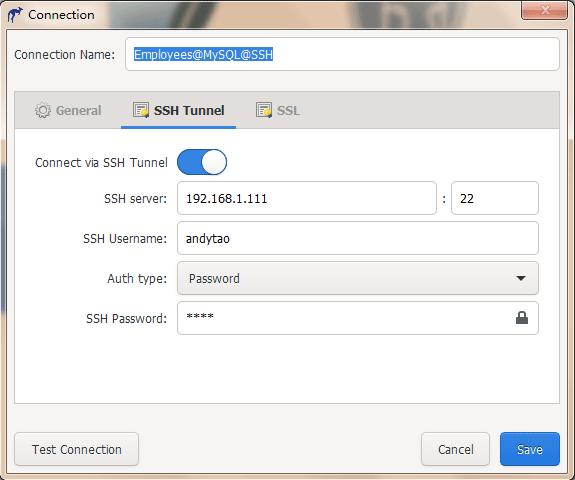 Connection
Connection Name: Employees@MySQL@SSH
General SSH Tunnel SSL
Connect via SSH Tunnel
SSH server: 192.168.1.111 : 22
SSH Username: andytao
Auth type: Password
SSH Password: ****
Test Connection Cancel Save